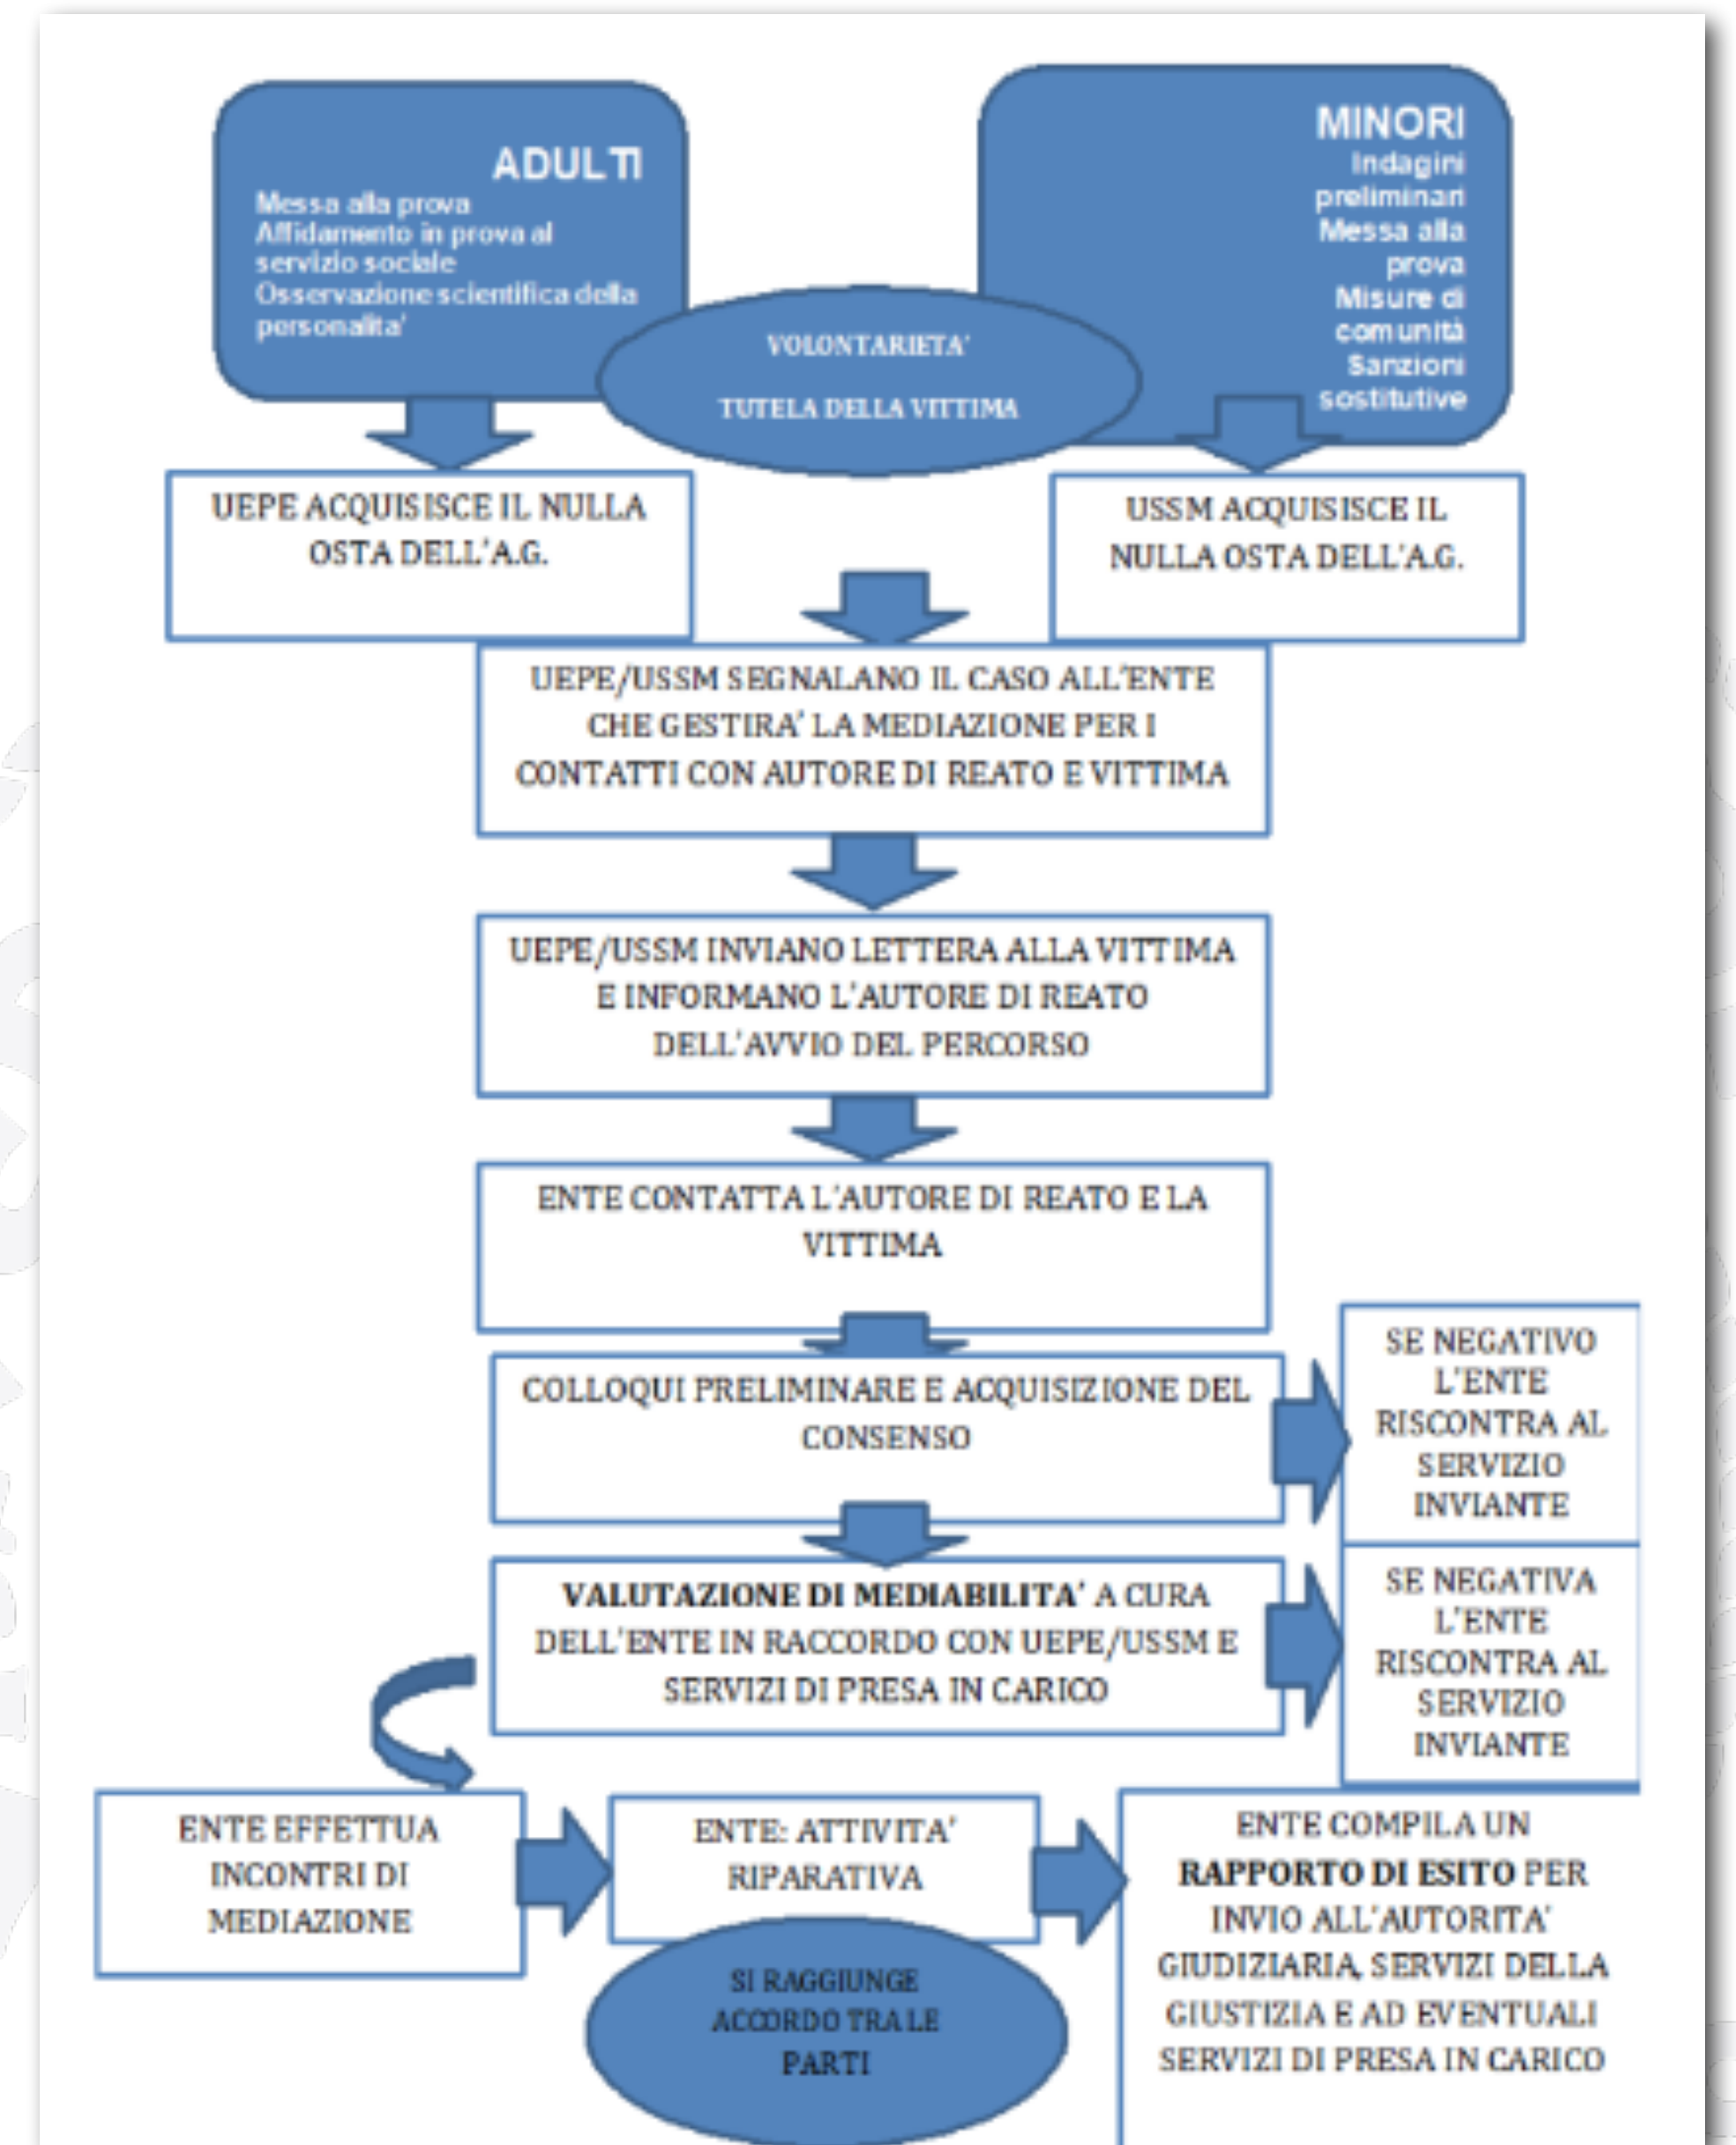 ADULTI
Messa alla prova
Affidamento in prova al
servizio sociale
Osservazione scientifica della
personalita'
MINORI
Indagini
preliminari
Messa alla
prova
Misure di
comunità
Sanzioni
sostitutive
VOLONTARIETA'
TUTELA DELLA VITTIMA
UEPE ACQUISISCE IL NULLA
OSTA DELL'A.G.
USSM ACQUISISCE IL
NULLA OSTA DELL'A.G.
UEPE/USSM SEGNALANO IL CASO ALL'ENTE
CHE GESTIRA' LA MEDIAZIONE PER I
CONTATTI CON AUTORE DI REATO E VITTIMA
UEPE/USSM INVIANO LETTERA ALLA VITTIMA
E INFORMANO L'AUTORE DI REATO
DELL'AVVIO DEL PERCORSO
ENTE CONTATTA L'AUTORE DI REATO E LA
VITTIMA
COLLOQUI PRELIMINARE E ACQUISIZIONE DEL
CONSENSO
SE NEGATIVO
L'ENTE
RISCONTRA AL
SERVIZIO
INVIANTE
VALUTAZIONE DI MEDIABILITA' A CURA
DELL'ENTE IN RACCORDO CON UEPE/USSM E
SERVIZI DI PRESA IN CARICO
SE NEGATIVA
L'ENTE
RISCONTRA AL
SERVIZIO
INVIANTE
ENTE EFFETTUA
INCONTRI DI
MEDIAZIONE
ENTE: ATTIVITA'
RIPARATIVA
SI RAGGIUNGE
ACCORDO TRA LE
PARTI
ENTE COMPILA UN
RAPPORTO DI ESITO PER
INVIO ALL'AUTORITA'
GIUDIZIARIA, SERVIZI DELLA
GIUSTIZIA E AD EVENTUALI
SERVIZI DI PRESA IN CARICO